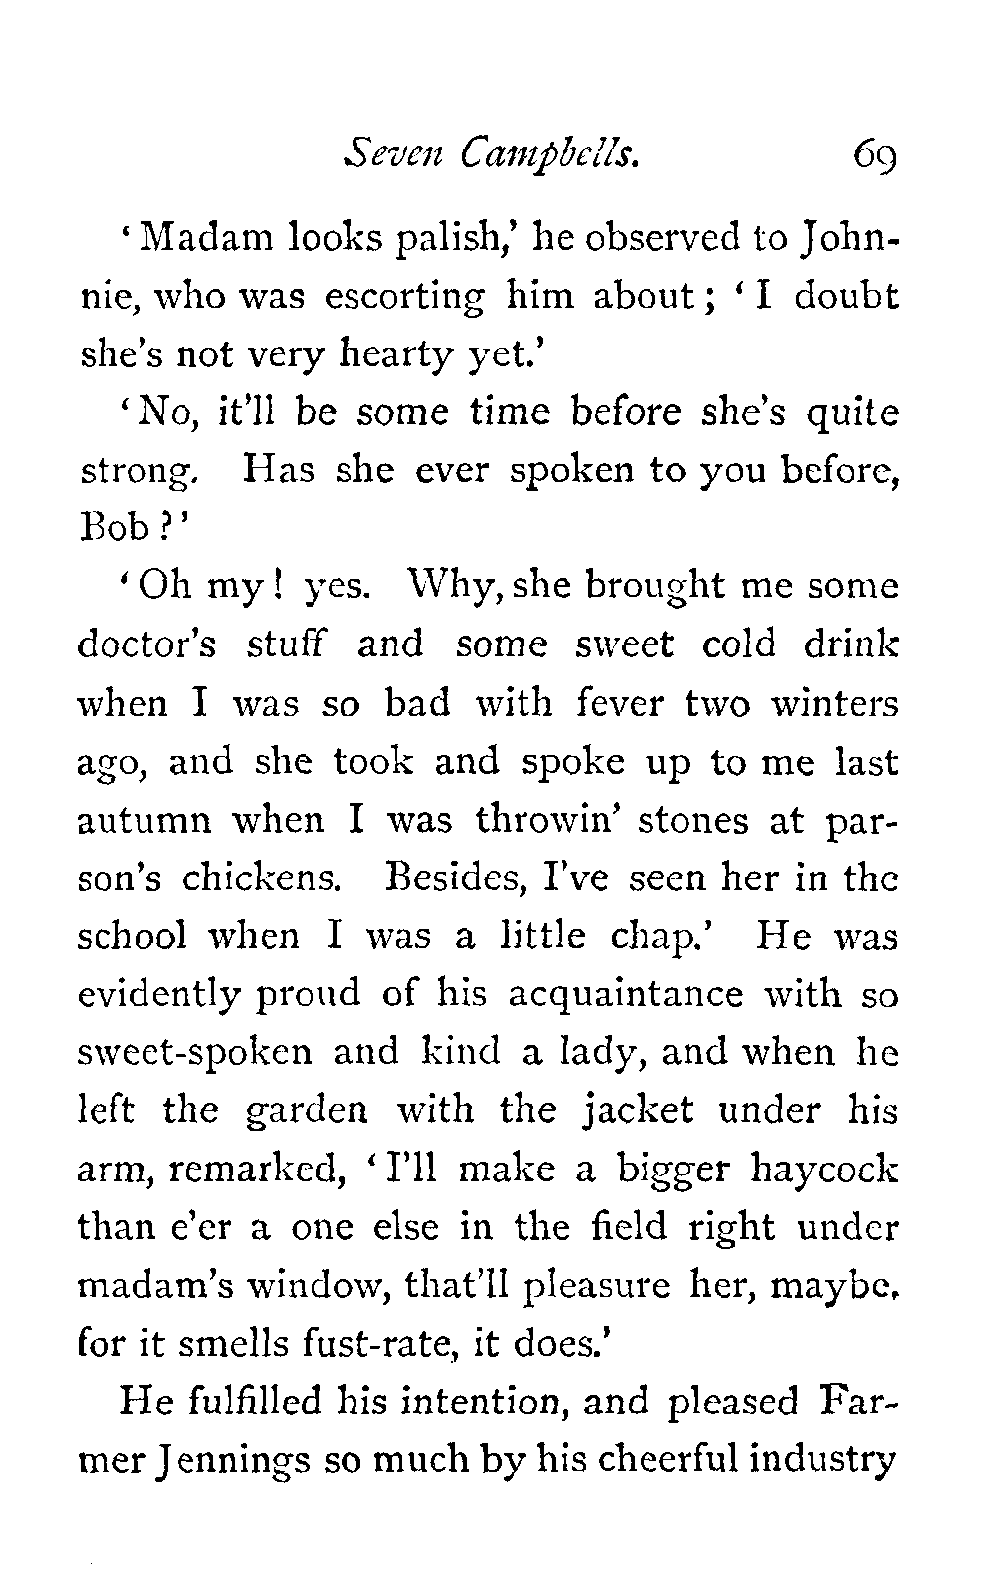 Seven Campbells. 69
‘Madam looks palish,’ he observed to John-
nie, who was escorting him about; ‘I doubt
she’s not very hearty yet.’
‘No, it’ll be some time before she’s quite
strong. Has she ever spoken to you before,
Bob?’
‘Oh my! yes. Why, she brought me some
doctor’s stuff and some sweet cold drink
when I was so bad with fever two winters
ago, and she took and spoke up to me last
autumn when I was throwin’ stones at par-
son’s chickens. Besides, I’ve seen her in the
school when I was a little chap.’ He was
evidently proud of his acquaintance with so
sweet-spoken and kind a lady, and when he
left the garden with the jacket under his
arm, remarked, ‘I’ll make a bigger haycock
than e’er a one else in the field right under
madam’s window, that’ll pleasure her, maybe,
for it smells fust-rate, it does.’
He fulfilled his intention, and pleased Far-
mer Jennings so much by his cheerful industry